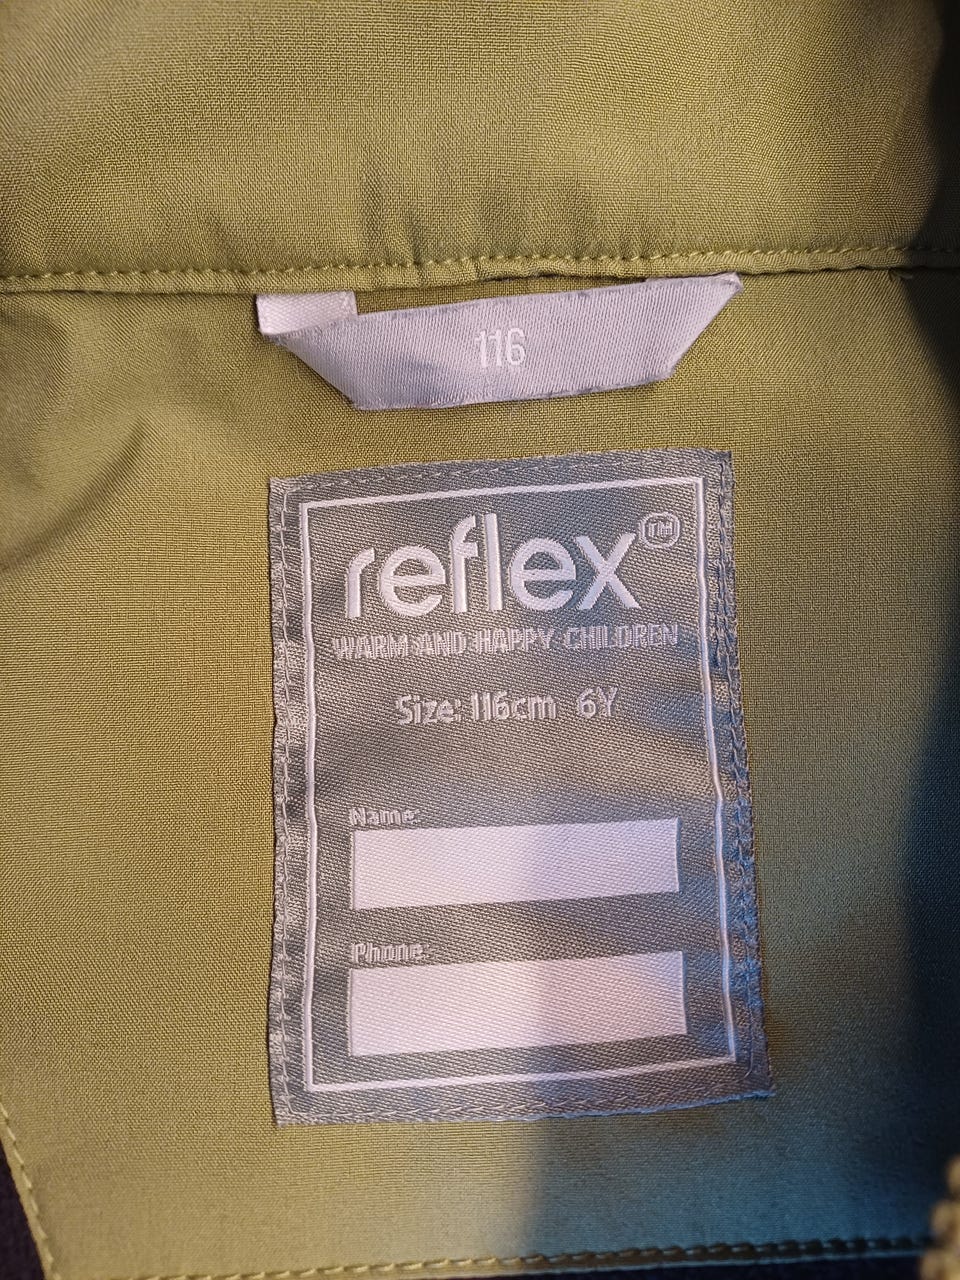 116
reflex™
WARM AND HAPPY CHILDREN
Size: 116cm 6Y
Name:
Phone: